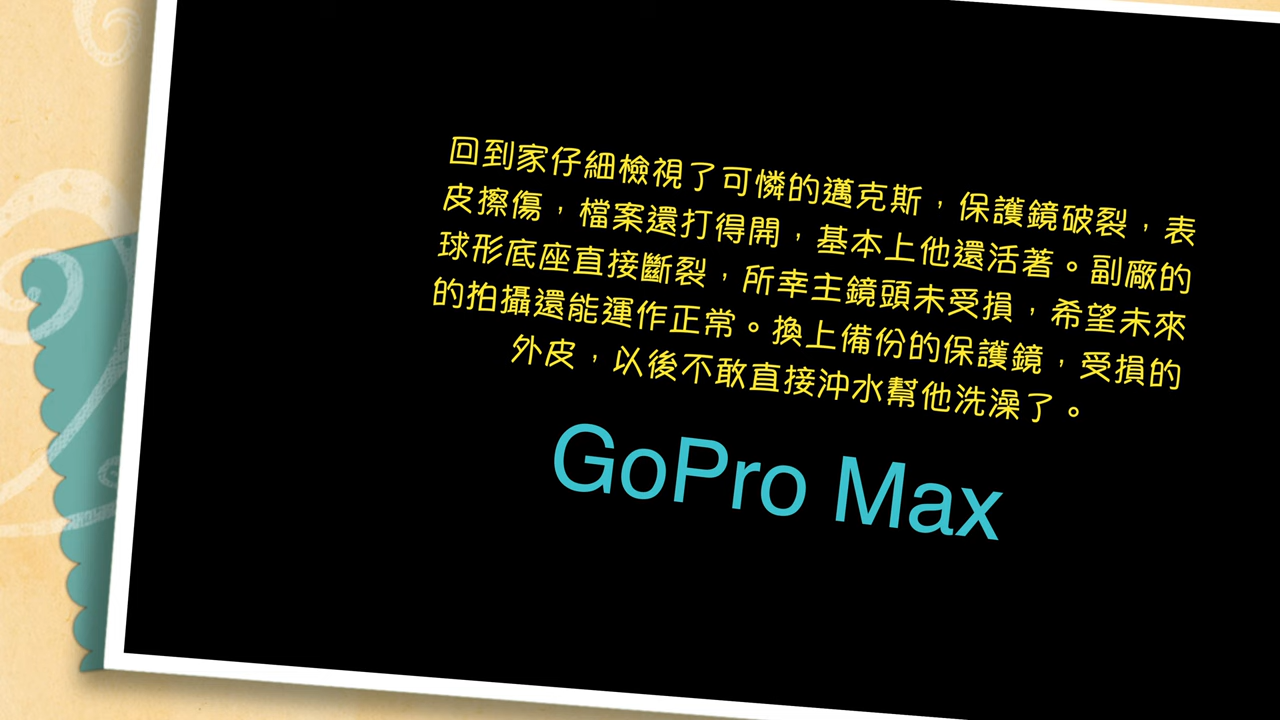 回到家仔細檢視了可憐的邁克斯，保護鏡破裂，表
皮擦傷，檔案還打得開，基本上他還活著。副廠的
球形底座直接斷裂，所幸主鏡頭未受損，希望未來
的拍攝還能運作正常。換上備份的保護鏡，受損的
外皮，以後不敢直接沖水幫他洗澡了。
GoPro Max